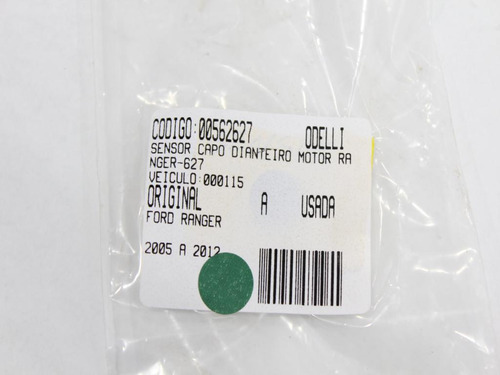 CODIGO:00562627 ODELLI
SENSOR CAPO DIANTEIRO MOTOR RA
NGER-627
VEICULO:000115
ORIGINAL A USADA
FORD RANGER
2005 A 2012